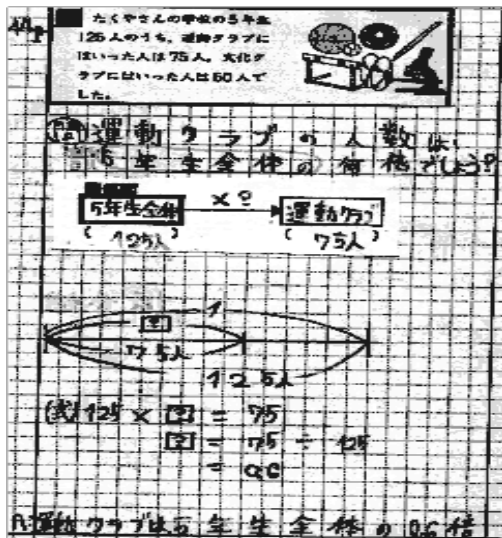 44P
たくやさんの学校の5年生
125人のうち、運動クラブに
はいった人は75人、文化ク
ラブにはいった人は50人で
した。
問 運動クラブの人数は、
5年生全体の何倍でしょう?
5年生全体 ×? 運動クラブ
(125人) (75人)
1
?
75人
125人
(式) 125 × ? = 75
? = 75 ÷ 125
= 0.6
A. 運動クラブは5年生全体の0.6倍